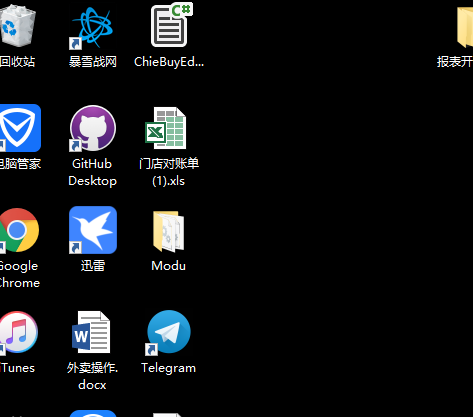 回收站
暴雪战网
ChieBuyEd...
报表开
电脑管家
GitHub
Desktop
门店对账单
(1).xls
Google
Chrome
迅雷
Modu
iTunes
外卖操作.
docx
Telegram